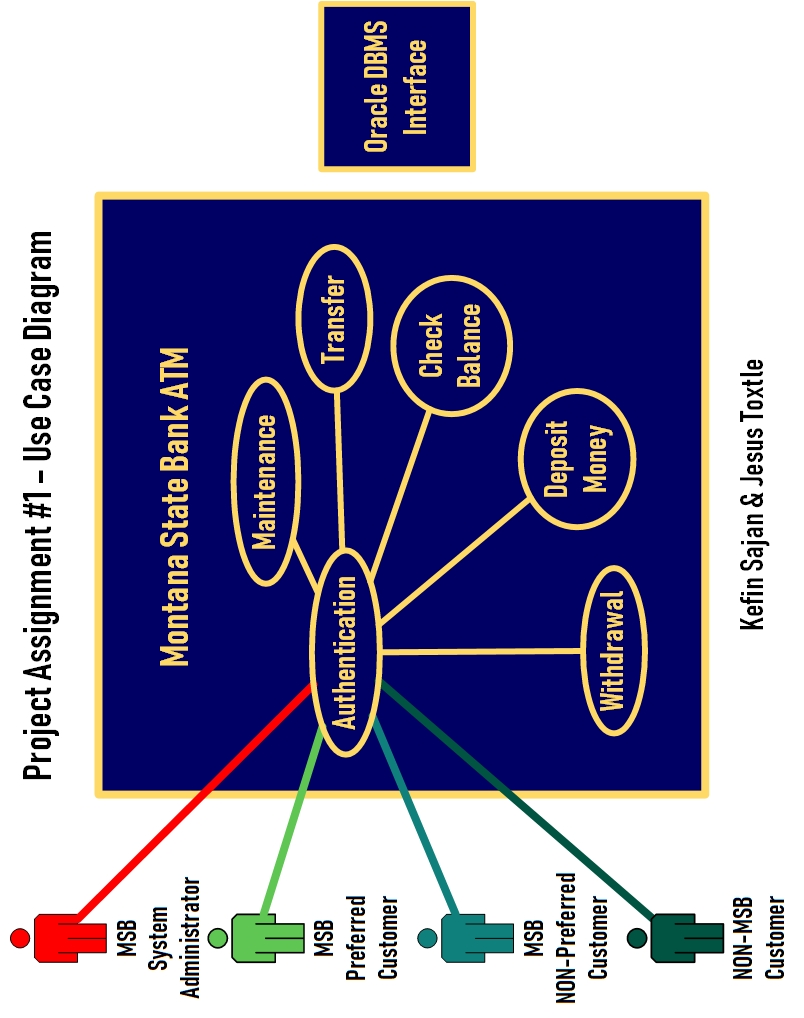 Project Assignment #1 – Use Case Diagram
Montana State Bank ATM
Maintenance
Authentication
Transfer
Check
Balance
Deposit
Money
Withdrawal
Oracle DBMS
Interface
MSB
System
Administrator
MSB
Preferred
Customer
MSB
NON-Preferred
Customer
NON-MSB
Customer
Kefin Sajan & Jesus Toxtle